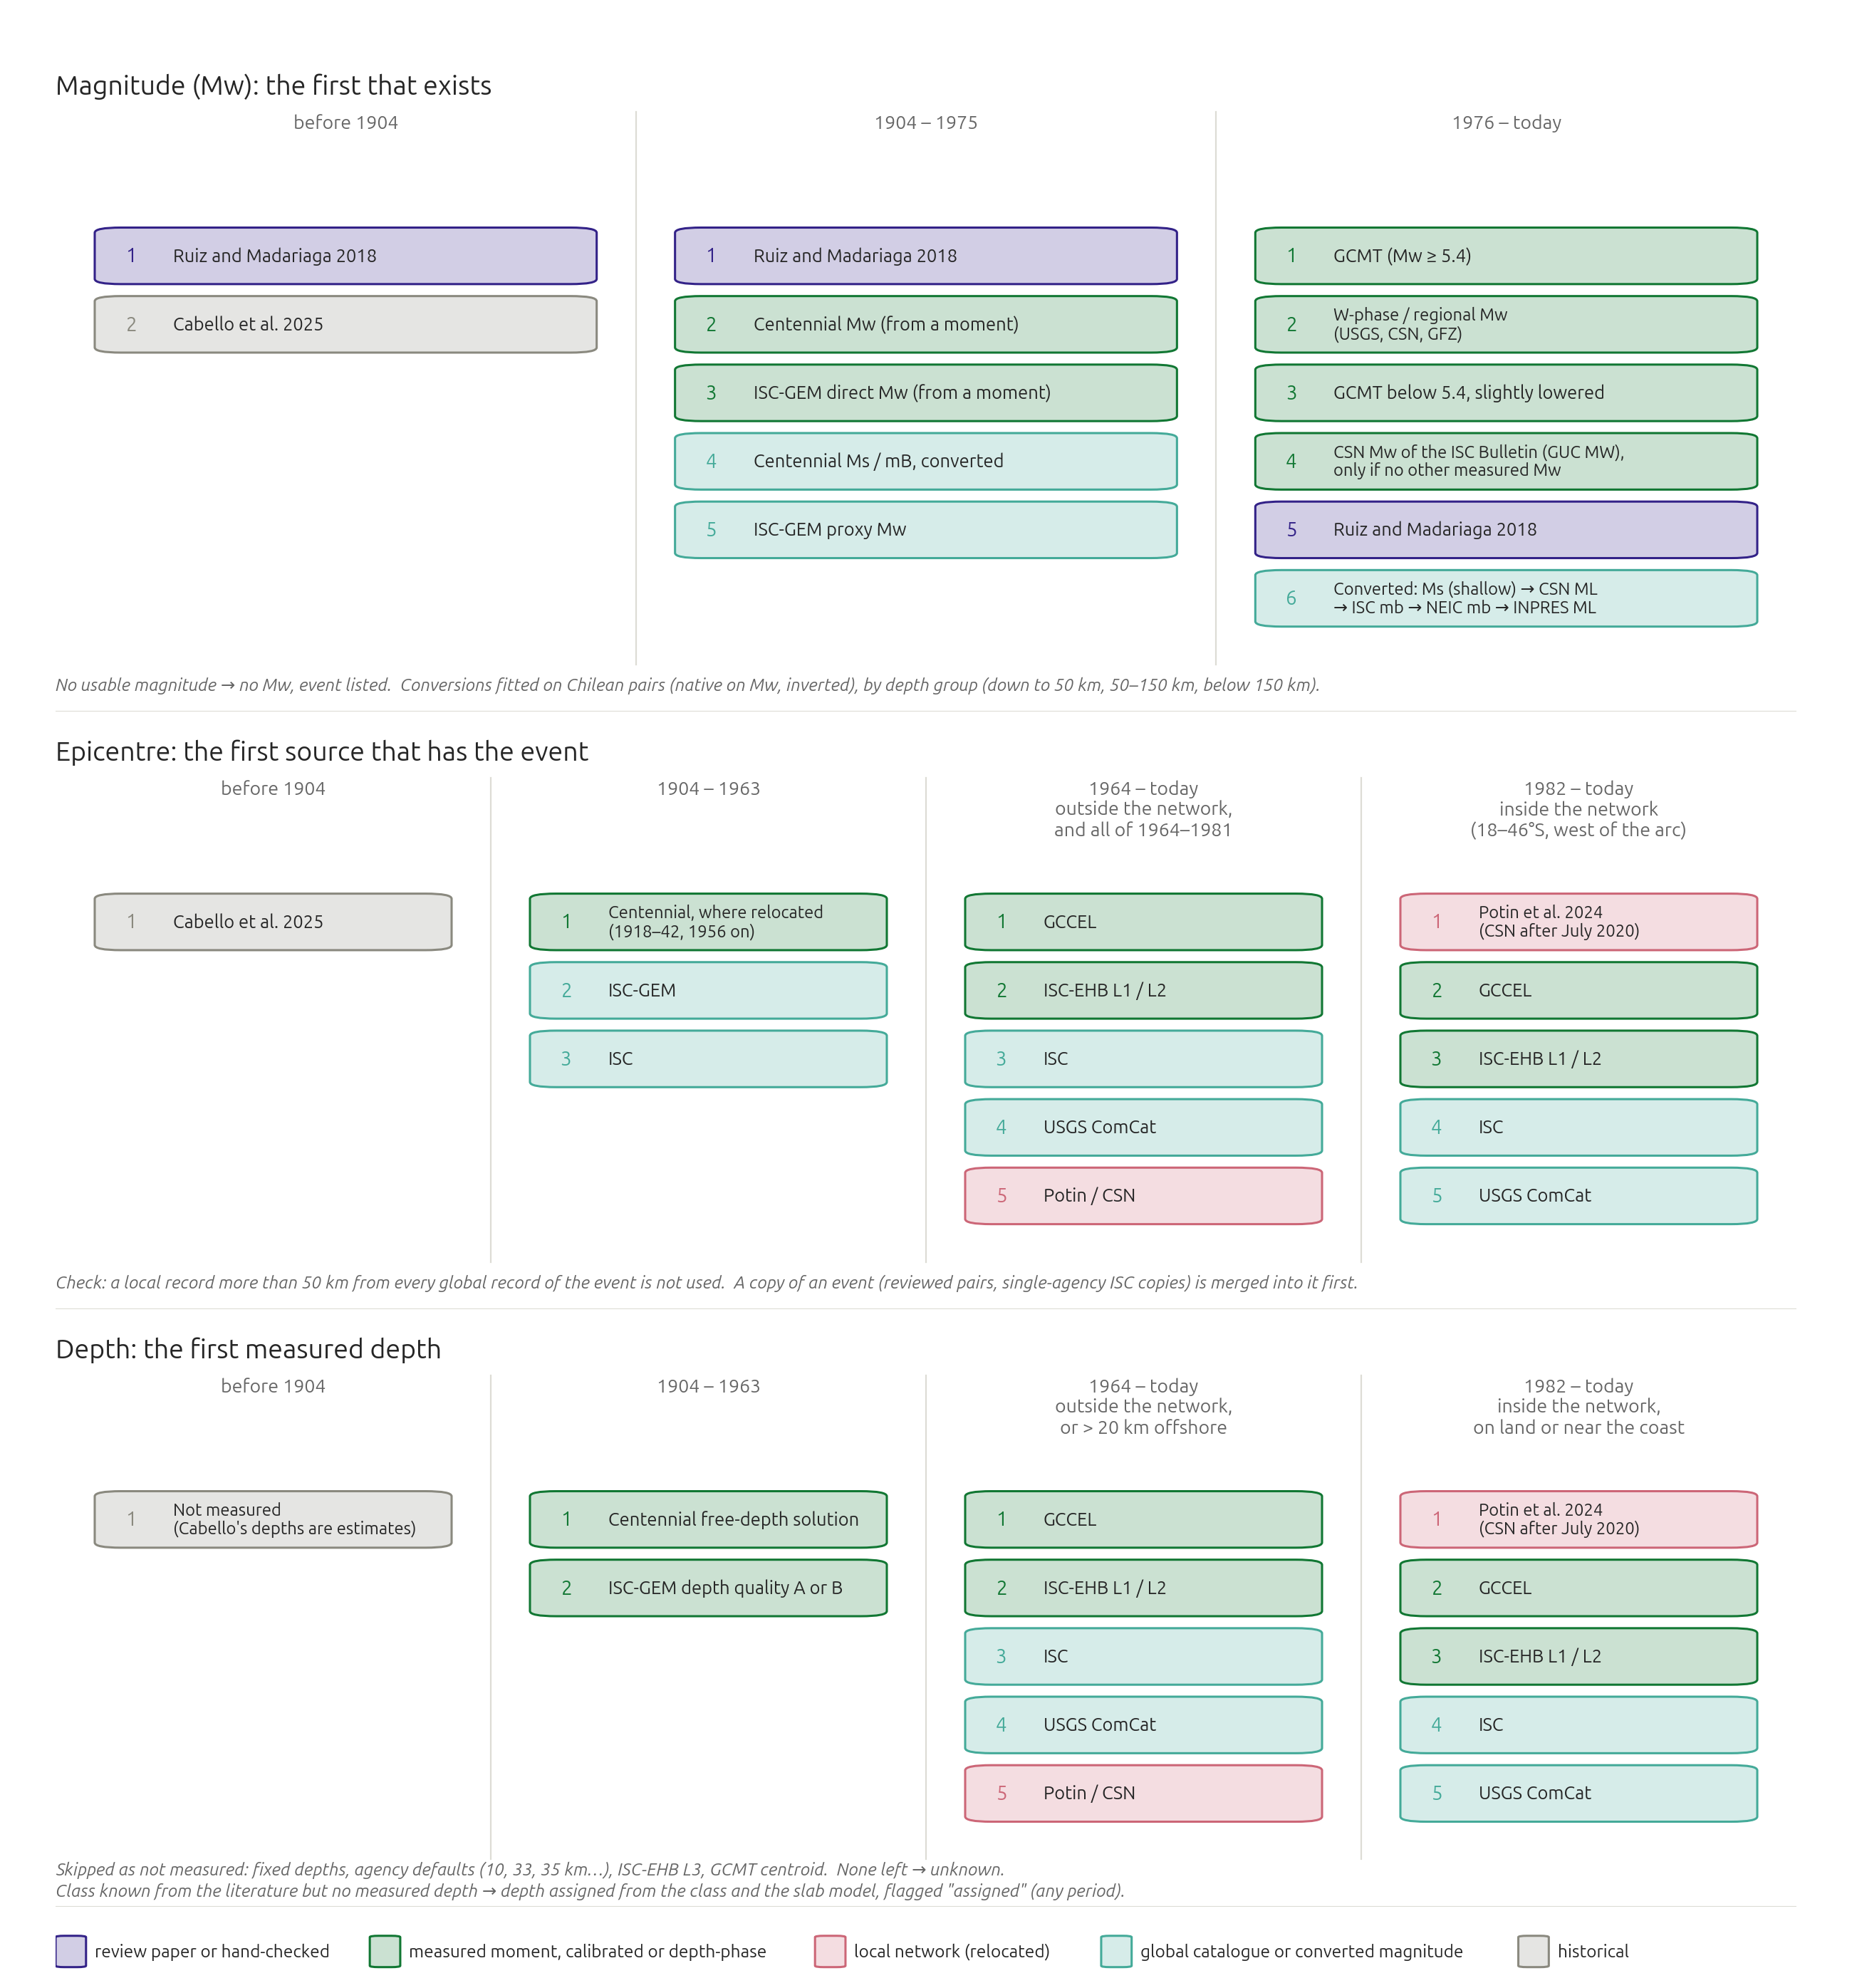 Magnitude (Mw): the first that exists
before 1904
1 Ruiz and Madariaga 2018
2 Cabello et al. 2025
1904 – 1975
1 Ruiz and Madariaga 2018
2 Centennial Mw (from a moment)
3 ISC-GEM direct Mw (from a moment)
4 Centennial Ms / mB, converted
5 ISC-GEM proxy Mw
1976 – today
1 GCMT (Mw ≥ 5.4)
2 W-phase / regional Mw
(USGS, CSN, GFZ)
3 GCMT below 5.4, slightly lowered
4 CSN Mw of the ISC Bulletin (GUC MW),
only if no other measured Mw
5 Ruiz and Madariaga 2018
6 Converted: Ms (shallow) → CSN ML
→ ISC mb → NEIC mb → INPRES ML
No usable magnitude → no Mw, event listed. Conversions fitted on Chilean pairs (native on Mw, inverted), by depth group (down to 50 km, 50–150 km, below 150 km).
Epicentre: the first source that has the event
before 1904
1 Cabello et al. 2025
1904 – 1963
1 Centennial, where relocated
(1918–42, 1956 on)
2 ISC-GEM
3 ISC
1964 – today
outside the network,
and all of 1964–1981
1 GCCEL
2 ISC-EHB L1 / L2
3 ISC
4 USGS ComCat
5 Potin / CSN
1982 – today
inside the network
(18–46°S, west of the arc)
1 Potin et al. 2024
(CSN after July 2020)
2 GCCEL
3 ISC-EHB L1 / L2
4 ISC
5 USGS ComCat
Check: a local record more than 50 km from every global record of the event is not used. A copy of an event (reviewed pairs, single-agency ISC copies) is merged into it first.
Depth: the first measured depth
before 1904
1 Not measured
(Cabello's depths are estimates)
1904 – 1963
1 Centennial free-depth solution
2 ISC-GEM depth quality A or B
1964 – today
outside the network,
or > 20 km offshore
1 GCCEL
2 ISC-EHB L1 / L2
3 ISC
4 USGS ComCat
5 Potin / CSN
1982 – today
inside the network,
on land or near the coast
1 Potin et al. 2024
(CSN after July 2020)
2 GCCEL
3 ISC-EHB L1 / L2
4 ISC
5 USGS ComCat
Skipped as not measured: fixed depths, agency defaults (10, 33, 35 km…), ISC-EHB L3, GCMT centroid. None left → unknown.
Class known from the literature but no measured depth → depth assigned from the class and the slab model, flagged "assigned" (any period).
review paper or hand-checked
measured moment, calibrated or depth-phase
local network (relocated)
global catalogue or converted magnitude
historical